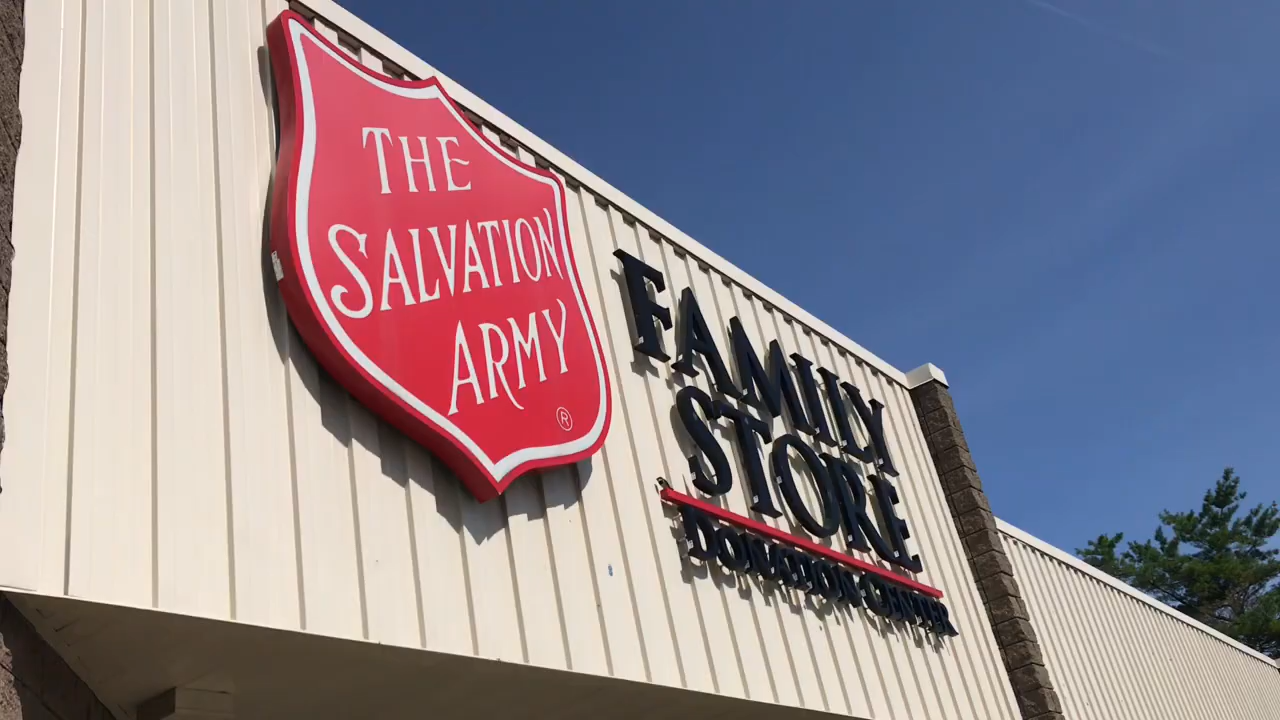 THE
SALVATION
ARMY
®
FAMILY
STORE
DONATION CENTER